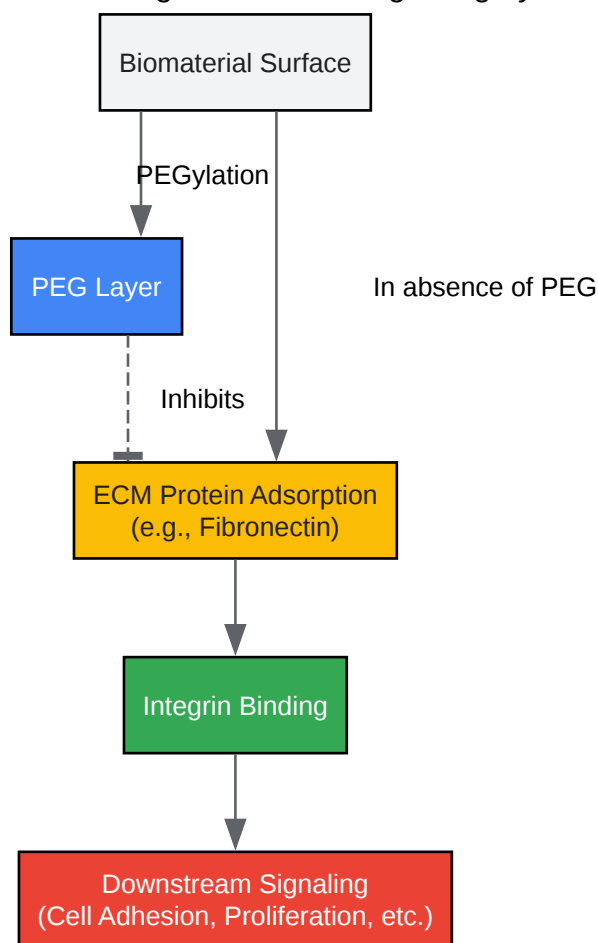 Biomaterial Surface
PEGylation
PEG Layer
In absence of PEG
Inhibits
ECM Protein Adsorption
(e.g., Fibronectin)
Integrin Binding
Downstream Signaling
(Cell Adhesion, Proliferation, etc.)